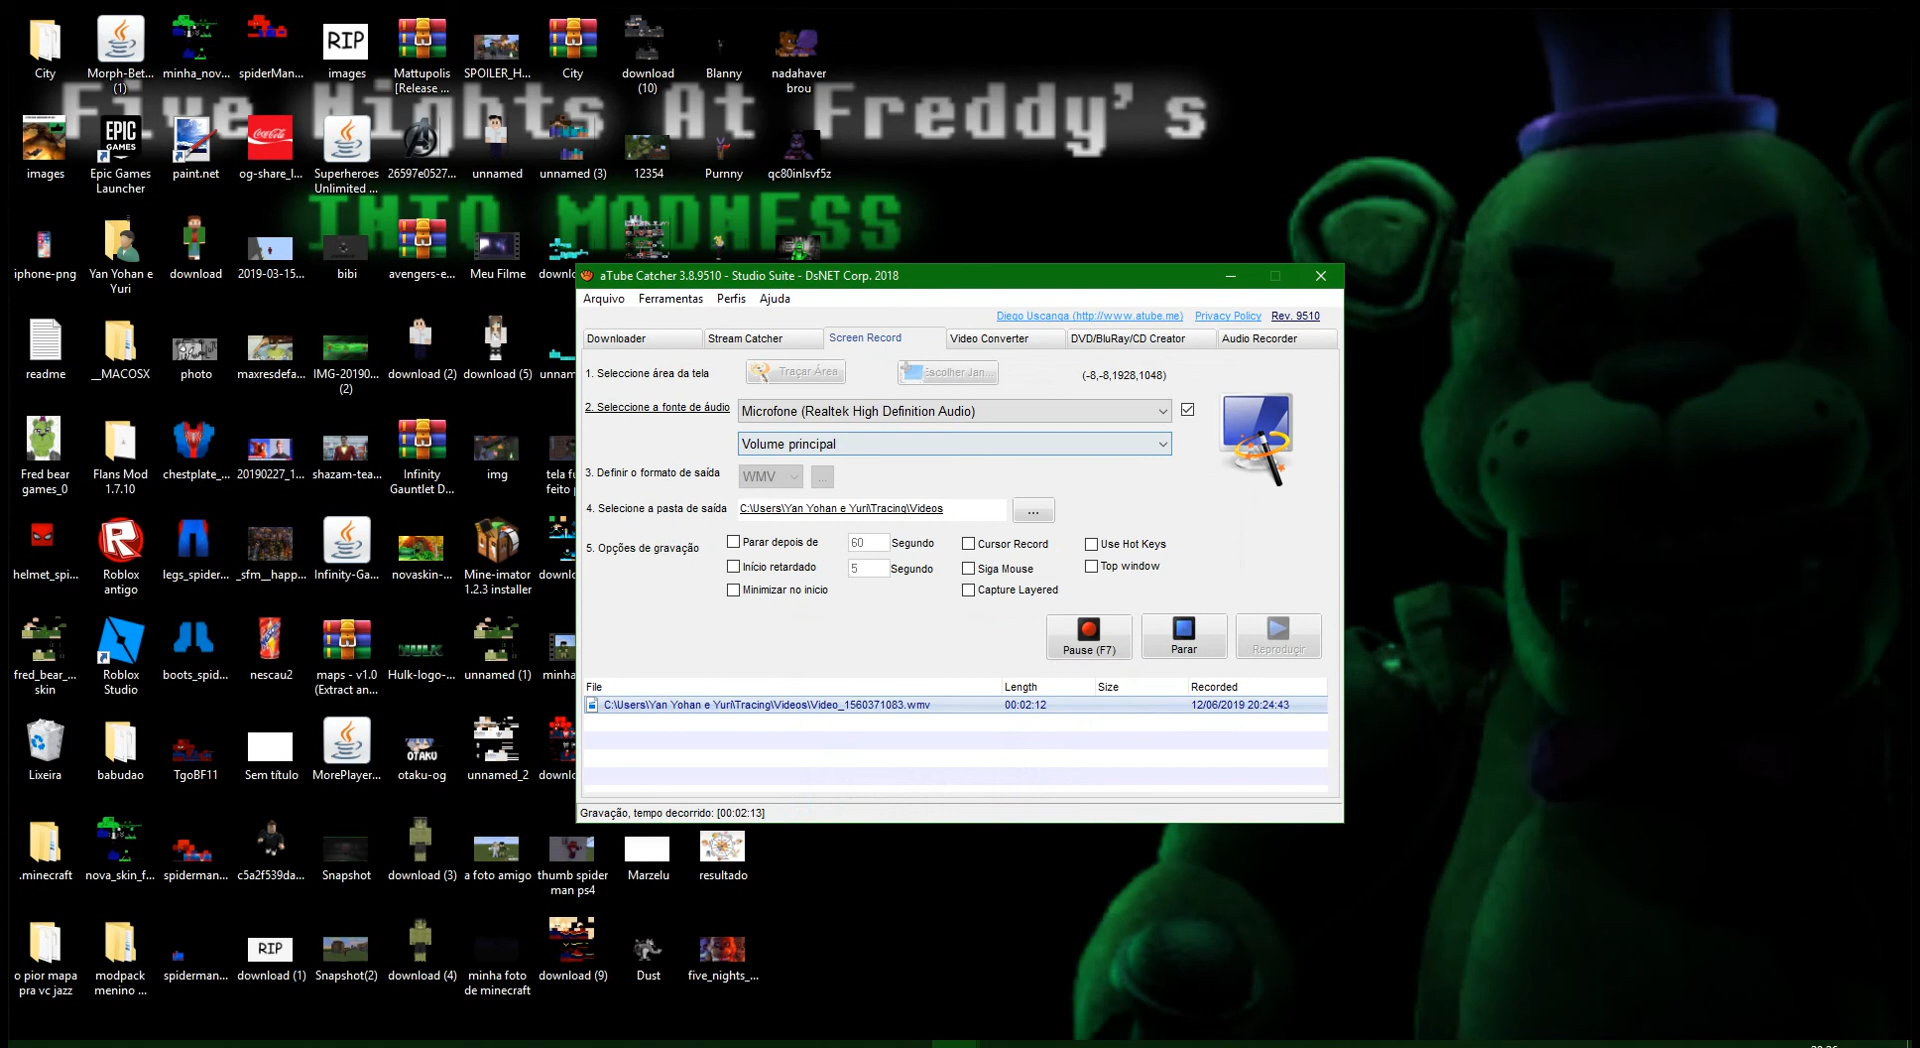 Five Nights At Freddy's
INTO MADNESS
City
Morph-Bet...
(1)
minha_nov...
spiderMan...
RIP
images
Mattupolis
[Release ...
SPOILER_H...
City
download
(10)
Blanny
nadahaver
brou
images
EPIC
GAMES
Epic Games
Launcher
paint.net
Coca-Cola
og-share_l...
Superheroes
Unlimited ...
26597e0527...
unnamed
unnamed (3)
12354
Purnny
qc80inlsvf5z
iphone-png
Yan Yohan e
Yuri
download
2019-03-15...
bibi
avengers-e...
Meu Filme
downlo
readme
__MACOSX
photo
maxresdefa...
IMG-20190...
(2)
download (2)
download (5)
unnam
Fred bear
games_0
Flans Mod
1.7.10
chestplate_...
20190227_1...
shazam-tea...
Infinity
Gauntlet D...
img
tela fu
feito p
helmet_spi...
Roblox
antigo
legs_spider...
_sfm__happ...
Infinity-Ga...
novaskin-...
Mine-imator
1.2.3 installer
downlo
fred_bear_...
skin
Roblox
Studio
boots_spid...
nescau2
maps - v1.0
(Extract an...
HULK
Hulk-logo-...
unnamed (1)
minha
Lixeira
babudao
TgoBF11
Sem título
MorePlayer...
OTAKU
otaku-og
unnamed_2
downlo
.minecraft
nova_skin_f...
spiderman...
c5a2f539da...
Snapshot
download (3)
a foto amigo
thumb spider
man ps4
Marzelu
resultado
o pior mapa
pra vc jazz
modpack
menino ...
spiderman...
RIP
download (1)
Snapshot(2)
download (4)
minha foto
de minecraft
download (9)
Dust
five_nights_...
aTube Catcher 3.8.9510 - Studio Suite - DsNET Corp. 2018
Arquivo Ferramentas Perfis Ajuda
Diego Uscanga (http://www.atube.me) Privacy Policy Rev. 9510
Downloader Stream Catcher Screen Record Video Converter DVD/BluRay/CD Creator Audio Recorder
1. Seleccione área da tela Traçar Área Escolher Jan... (-8,-8,1928,1048)
2. Seleccione a fonte de áudio Microfone (Realtek High Definition Audio)
Volume principal
3. Definir o formato de saída WMV ...
4. Selecione a pasta de saída C:\Users\Yan Yohan e Yuri\Tracing\Videos ...
5. Opções de gravação
Parar depois de 60 Segundo Cursor Record Use Hot Keys
Início retardado 5 Segundo Siga Mouse Top window
Minimizar no inicio Capture Layered
Pause (F7) Parar Reproduçir
File Length Size Recorded
C:\Users\Yan Yohan e Yuri\Tracing\Videos\Video_1560371083.wmv 00:02:12 12/06/2019 20:24:43
Gravação, tempo decorrido: [00:02:13]